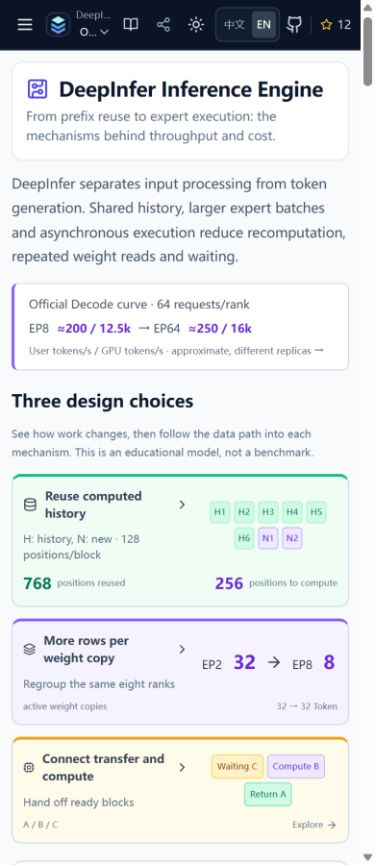 DeepI...
O...
中文 EN
12
DeepInfer Inference Engine
From prefix reuse to expert execution: the
mechanisms behind throughput and cost.
DeepInfer separates input processing from token
generation. Shared history, larger expert batches
and asynchronous execution reduce recomputation,
repeated weight reads and waiting.
Official Decode curve · 64 requests/rank
EP8 ≈200 / 12.5k → EP64 ≈250 / 16k
User tokens/s / GPU tokens/s · approximate, different replicas →
Three design choices
See how work changes, then follow the data path into each
mechanism. This is an educational model, not a benchmark.
Reuse computed
history
H: history, N: new · 128
positions/block
H1 H2 H3 H4 H5
H6 N1 N2
768 positions reused
256 positions to compute
More rows per
weight copy
EP2 32 → EP8 8
Regroup the same eight ranks
active weight copies
32 → 32 Token
Connect transfer and
compute
Waiting C Compute B
Return A
Hand off ready blocks
A / B / C
Explore →